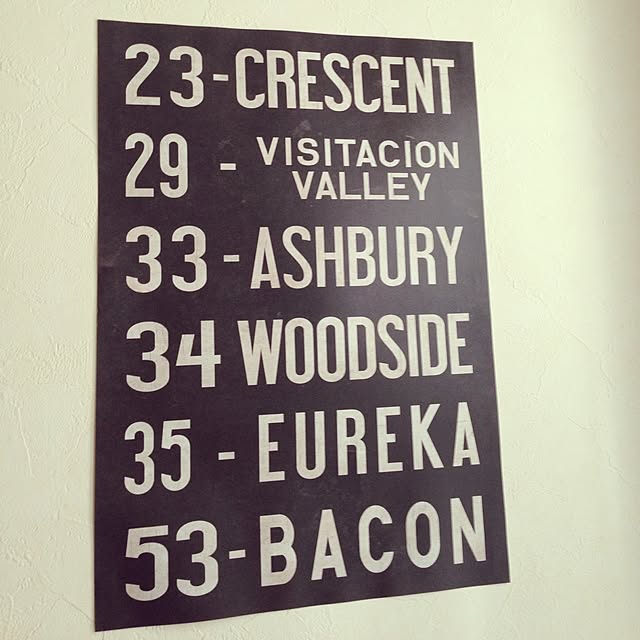 23-CRESCENT
29 - VISITACION
VALLEY
33-ASHBURY
34 WOODSIDE
35 - EUREKA
53-BACON